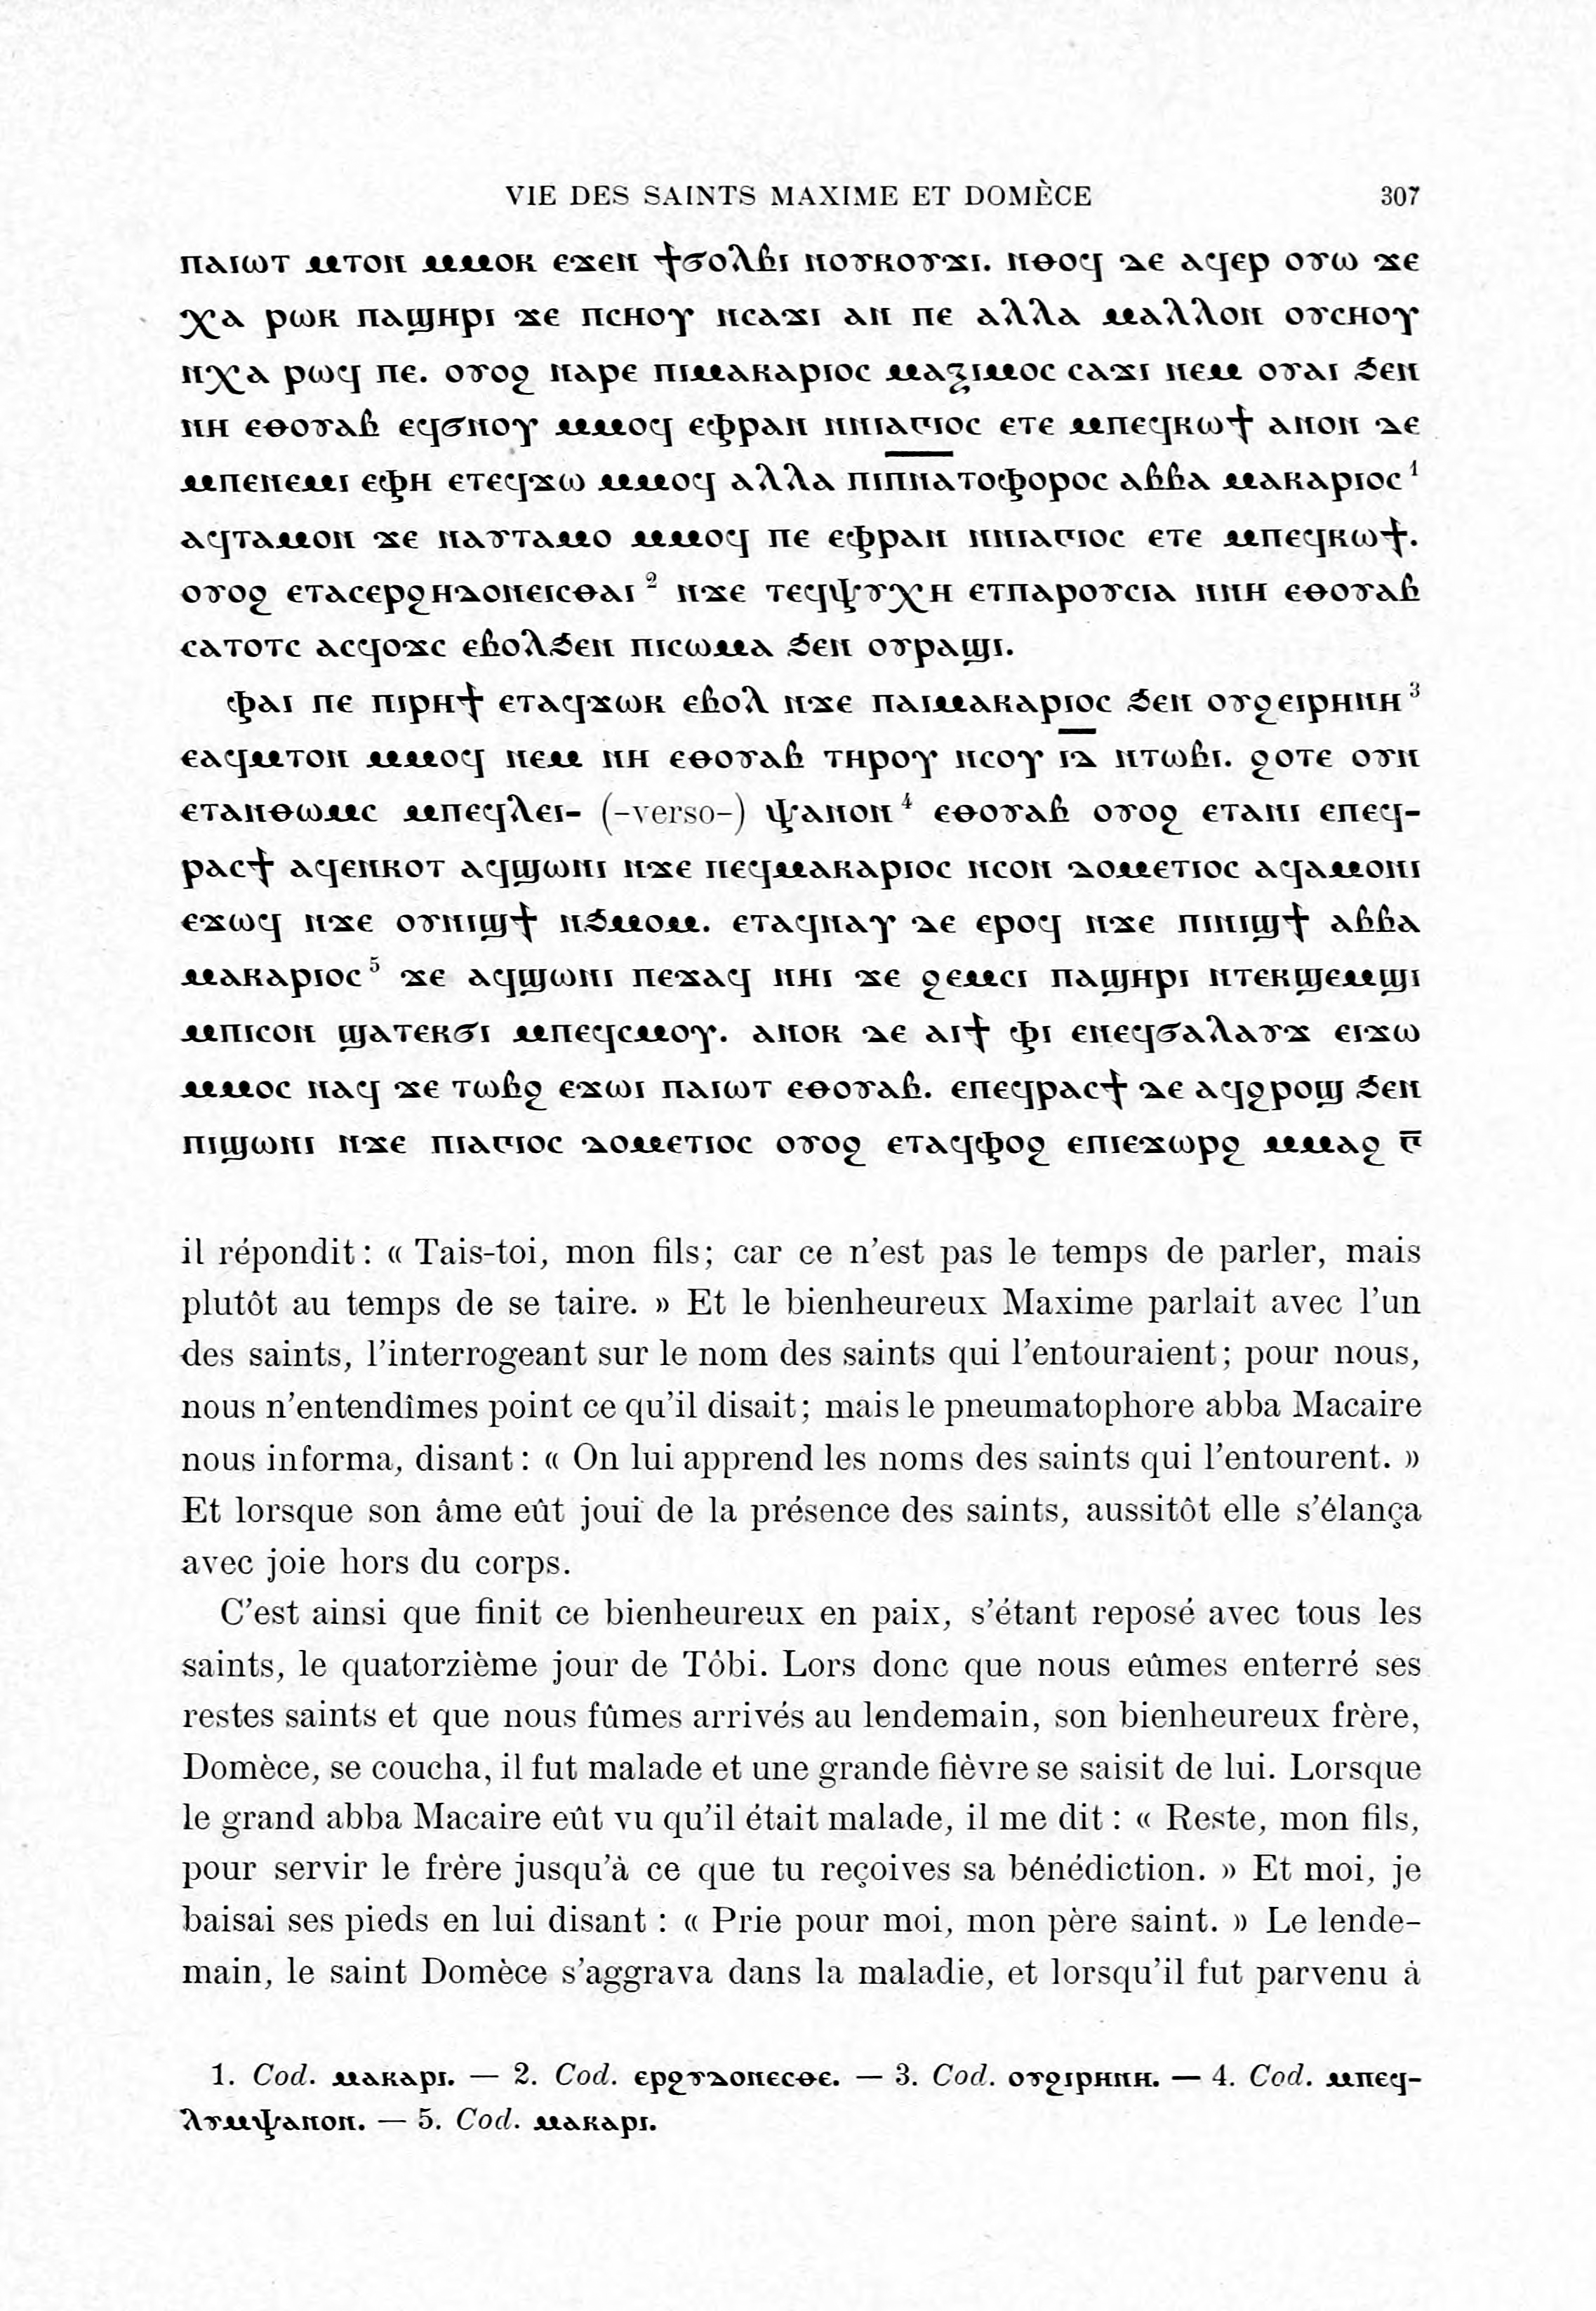 VIE DES SAINTS MAXIME ET DOMÈCE 307
ⲡⲁⲓⲱⲧ ⲙⲧⲟⲛ ⲙⲙⲟⲕ ⲉϫⲉⲛ ϯϭⲟⲗⲃⲓ ⲛⲟⲩⲕⲟⲩϫⲓ. ⲛⲑⲟϥ ⲇⲉ ⲁϥⲉⲣ ⲟⲩⲱ ϫⲉ
ⲭⲁ ⲣⲱⲕ ⲡⲁϣⲏⲣⲓ ϫⲉ ⲡⲥⲏⲟⲩ ⲛⲥⲁϫⲓ ⲁⲛ ⲡⲉ ⲁⲗⲗⲁ ⲙⲁⲗⲗⲟⲛ ⲟⲩⲥⲏⲟⲩ
ⲛⲭⲁ ⲣⲱϥ ⲡⲉ. ⲟⲩⲟϩ ⲛⲁⲣⲉ ⲡⲓⲙⲁⲕⲁⲣⲓⲟⲥ ⲙⲁⲝⲓⲙⲟⲥ ⲥⲁϫⲓ ⲛⲉⲙ ⲟⲩⲁⲓ ϧⲉⲛ
ⲛⲏ ⲉⲑⲟⲩⲁⲃ ⲉϥϭⲛⲟⲩ ⲙⲙⲟϥ ⲉⲫⲣⲁⲛ ⲛⲛⲓⲁⲅⲓⲟⲥ ⲉⲧⲉ ⲙⲡⲉϥⲕⲱϯ ⲁⲛⲟⲛ ⲇⲉ
ⲙⲡⲉⲛⲉⲙⲓ ⲉⲫⲏ ⲉⲧⲉϥϫⲱ ⲙⲙⲟϥ ⲁⲗⲗⲁ ⲡⲓⲡ̅ⲛ̅ⲁ̅ⲧⲟⲫⲟⲣⲟⲥ ⲁⲃⲃⲁ ⲙⲁⲕⲁⲣⲓⲟⲥ ¹
ⲁϥⲧⲁⲙⲟⲛ ϫⲉ ⲛⲁⲩⲧⲁⲙⲟ ⲙⲙⲟϥ ⲡⲉ ⲉⲫⲣⲁⲛ ⲛⲛⲓⲁⲅⲓⲟⲥ ⲉⲧⲉ ⲙⲡⲉϥⲕⲱϯ.
ⲟⲩⲟϩ ⲉⲧⲁⲥⲉⲣϩⲏⲇⲟⲛⲉⲓⲥⲑⲁⲓ ² ⲛϫⲉ ⲧⲉϥⲯⲩⲭⲏ ⲉⲧⲡⲁⲣⲟⲩⲥⲓⲁ ⲛⲛⲏ ⲉⲑⲟⲩⲁⲃ
ⲥⲁⲧⲟⲧⲥ ⲁⲥϥⲟϫⲥ ⲉⲃⲟⲗϧⲉⲛ ⲡⲓⲥⲱⲙⲁ ϧⲉⲛ ⲟⲩⲣⲁϣⲓ.
ⲫⲁⲓ ⲡⲉ ⲡⲓⲣⲏϯ ⲉⲧⲁϥϫⲱⲕ ⲉⲃⲟⲗ ⲛϫⲉ ⲡⲁⲓⲙⲁⲕⲁⲣⲓⲟⲥ ϧⲉⲛ ⲟⲩϩⲉⲓⲣⲏⲛⲏ ³
ⲉⲁϥⲙⲧⲟⲛ ⲙⲙⲟϥ ⲛⲉⲙ ⲛⲏ ⲉⲑⲟⲩⲁⲃ ⲧⲏⲣⲟⲩ ⲛⲥⲟⲩ ⲓ̅ⲇ̅ ⲛⲧⲱⲃⲓ. ϩⲟⲧⲉ ⲟⲩⲛ
ⲉⲧⲁⲛⲑⲱⲙⲥ ⲙⲡⲉϥⲗⲉⲓ- (-verso-) ⲯⲁⲛⲟⲛ ⁴ ⲉⲑⲟⲩⲁⲃ ⲟⲩⲟϩ ⲉⲧⲁⲛⲓ ⲉⲡⲉϥ-
ⲣⲁⲥϯ ⲁϥⲉⲛⲕⲟⲧ ⲁϥϣⲱⲛⲓ ⲛϫⲉ ⲡⲉϥⲙⲁⲕⲁⲣⲓⲟⲥ ⲛⲥⲟⲛ ⲇⲟⲙⲉⲧⲓⲟⲥ ⲁϥⲁⲙⲟⲛⲓ
ⲉϫⲱϥ ⲛϫⲉ ⲟⲩⲛⲓϣϯ ⲛϧⲙⲟⲙ. ⲉⲧⲁϥⲛⲁⲩ ⲇⲉ ⲉⲣⲟϥ ⲛϫⲉ ⲡⲓⲛⲓϣϯ ⲁⲃⲃⲁ
ⲙⲁⲕⲁⲣⲓⲟⲥ ⁵ ϫⲉ ⲁϥϣⲱⲛⲓ ⲡⲉϫⲁϥ ⲛⲏⲓ ϫⲉ ϩⲉⲙⲥⲓ ⲡⲁϣⲏⲣⲓ ⲛⲧⲉⲕϣⲉⲙϣⲓ
ⲙⲡⲓⲥⲟⲛ ϣⲁⲧⲉⲕϭⲓ ⲙⲡⲉϥⲥⲙⲟⲩ. ⲁⲛⲟⲕ ⲇⲉ ⲁⲓϯ ⲫⲓ ⲉⲛⲉϥϭⲁⲗⲁⲩϫ ⲉⲓϫⲱ
ⲙⲙⲟⲥ ⲛⲁϥ ϫⲉ ⲧⲱⲃϩ ⲉϫⲱⲓ ⲡⲁⲓⲱⲧ ⲉⲑⲟⲩⲁⲃ. ⲉⲡⲉϥⲣⲁⲥϯ ⲇⲉ ⲁϥϩⲣⲟϣ ϧⲉⲛ
ⲡⲓϣⲱⲛⲓ ⲛϫⲉ ⲡⲓⲁⲅⲓⲟⲥ ⲇⲟⲙⲉⲧⲓⲟⲥ ⲟⲩⲟϩ ⲉⲧⲁϥⲫⲟϩ ⲉⲡⲓⲉϫⲱⲣϩ ⲙⲙⲁϩ ⲅ̅
il répondit : « Tais-toi, mon fils; car ce n'est pas le temps de parler, mais
plutôt au temps de se taire. » Et le bienheureux Maxime parlait avec l'un
des saints, l'interrogeant sur le nom des saints qui l'entouraient; pour nous,
nous n'entendîmes point ce qu'il disait; mais le pneumatophore abba Macaire
nous informa, disant : « On lui apprend les noms des saints qui l'entourent. »
Et lorsque son âme eût joui de la présence des saints, aussitôt elle s'élança
avec joie hors du corps.
C'est ainsi que finit ce bienheureux en paix, s'étant reposé avec tous les
saints, le quatorzième jour de Tôbi. Lors donc que nous eûmes enterré ses
restes saints et que nous fûmes arrivés au lendemain, son bienheureux frère,
Domèce, se coucha, il fut malade et une grande fièvre se saisit de lui. Lorsque
le grand abba Macaire eût vu qu'il était malade, il me dit : « Reste, mon fils,
pour servir le frère jusqu'à ce que tu reçoives sa bénédiction. » Et moi, je
baisai ses pieds en lui disant : « Prie pour moi, mon père saint. » Le lende-
main, le saint Domèce s'aggrava dans la maladie, et lorsqu'il fut parvenu à
1. Cod. ⲙⲁⲕⲁⲣⲓ. — 2. Cod. ⲉⲣϩⲩⲇⲟⲛⲉⲥⲑⲉ. — 3. Cod. ⲟⲩϩⲓⲣⲏⲛⲏ. — 4. Cod. ⲙⲡⲉϥ-
ⲗⲩⲙⲯⲁⲛⲟⲛ. — 5. Cod. ⲙⲁⲕⲁⲣⲓ.